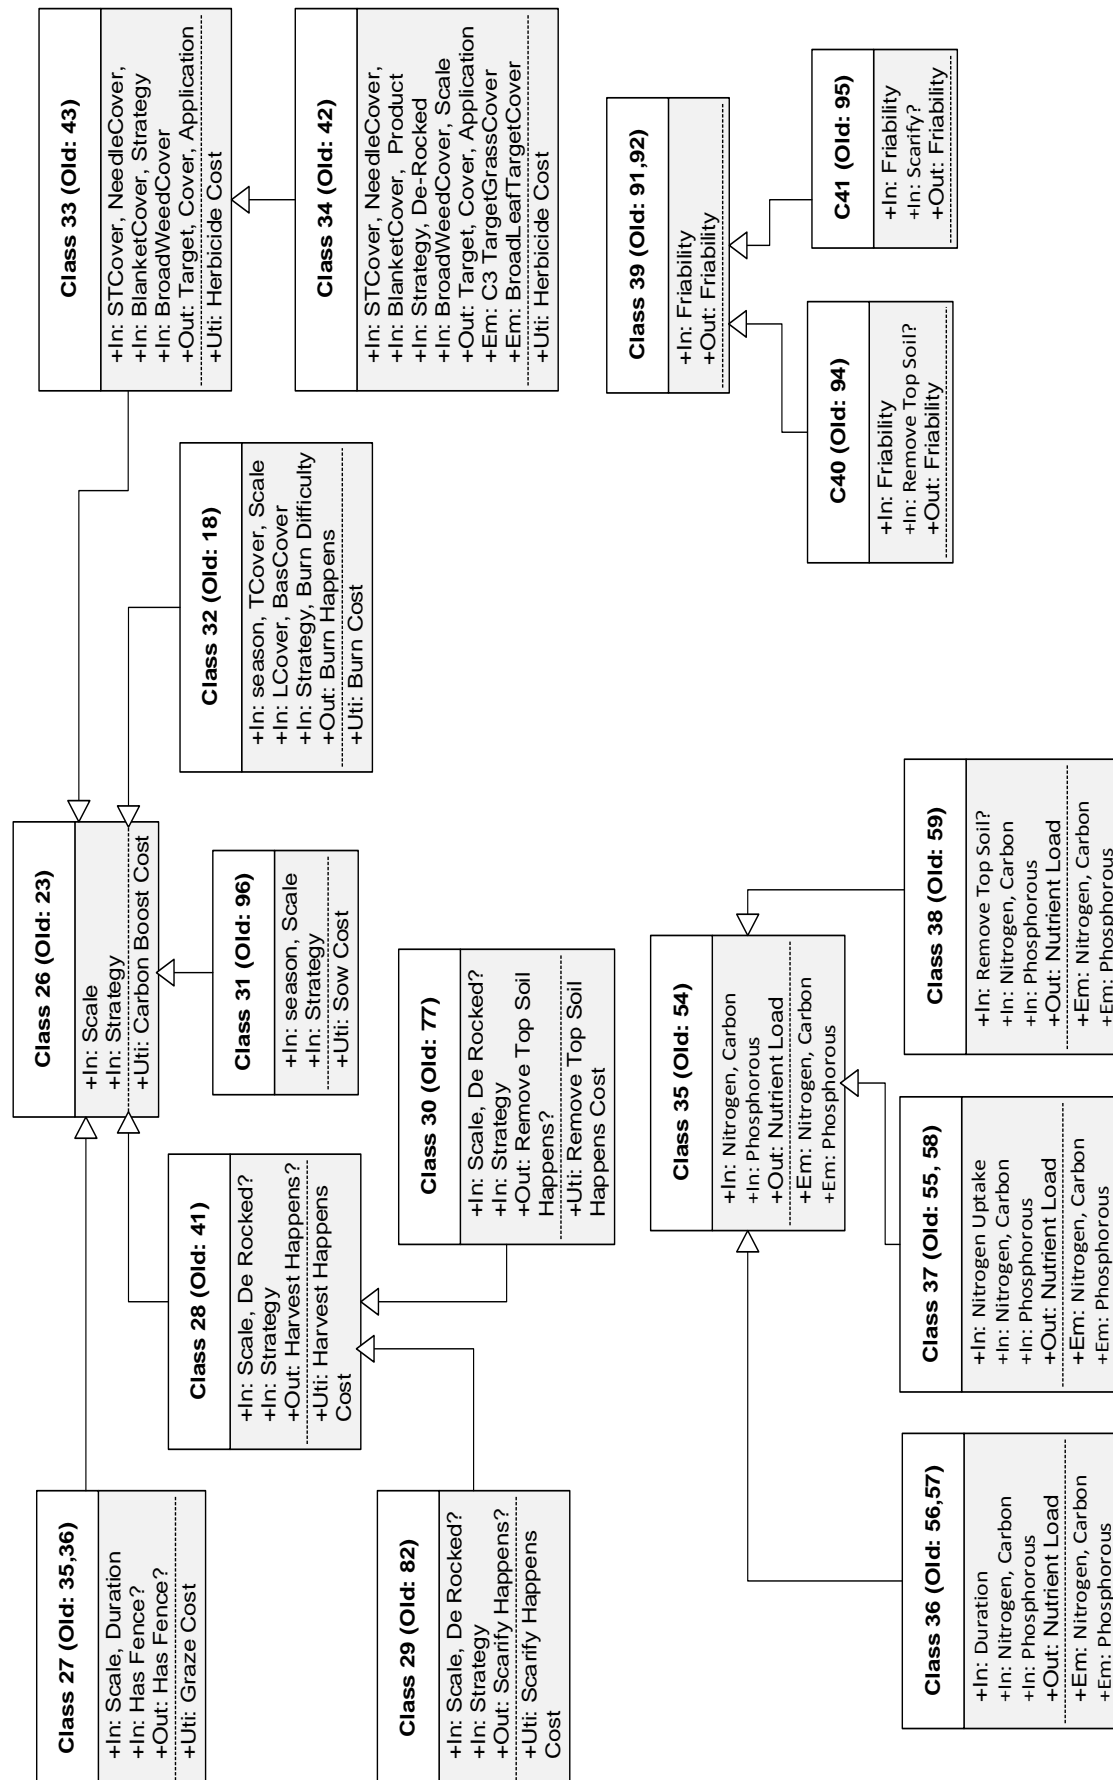 Class 26 (Old: 23)
+In: Scale
+In: Strategy
+Uti: Carbon Boost Cost
Class 27 (Old: 35,36)
+In: Scale, Duration
+In: Has Fence?
+Out: Has Fence?
+Uti: Graze Cost
Class 28 (Old: 41)
+In: Scale, De Rocked?
+In: Strategy
+Out: Harvest Happens?
+Uti: Harvest Happens
Cost
Class 29 (Old: 82)
+In: Scale, De Rocked?
+In: Strategy
+Out: Scarify Happens?
+Uti: Scarify Happens
Cost
Class 30 (Old: 77)
+In: Scale, De Rocked?
+In: Strategy
+Out: Remove Top Soil
Happens?
+Uti: Remove Top Soil
Happens Cost
Class 31 (Old: 96)
+In: season, Scale
+In: Strategy
+Uti: Sow Cost
Class 32 (Old: 18)
+In: season, TCover, Scale
+In: LCover, BasCover
+In: Strategy, Burn Difficulty
+Out: Burn Happens
+Uti: Burn Cost
Class 33 (Old: 43)
+In: STCover, NeedleCover,
+In: BlanketCover, Strategy
+In: BroadWeedCover
+Out: Target, Cover, Application
+Uti: Herbicide Cost
Class 34 (Old: 42)
+In: STCover, NeedleCover,
+In: BlanketCover, Product
+In: Strategy, De-Rocked
+In: BroadWeedCover, Scale
+Out: Target, Cover, Application
+Em: C3 TargetGrassCover
+Em: BroadLeafTargetCover
+Uti: Herbicide Cost
Class 35 (Old: 54)
+In: Nitrogen, Carbon
+In: Phosphorous
+Out: Nutrient Load
+Em: Nitrogen, Carbon
+Em: Phosphorous
Class 36 (Old: 56,57)
+In: Duration
+In: Nitrogen, Carbon
+In: Phosphorous
+Out: Nutrient Load
+Em: Nitrogen, Carbon
+Em: Phosphorous
Class 37 (Old: 55, 58)
+In: Nitrogen Uptake
+In: Nitrogen, Carbon
+In: Phosphorous
+Out: Nutrient Load
+Em: Nitrogen, Carbon
+Em: Phosphorous
Class 38 (Old: 59)
+In: Remove Top Soil?
+In: Nitrogen, Carbon
+In: Phosphorous
+Out: Nutrient Load
+Em: Nitrogen, Carbon
+Em: Phosphorous
Class 39 (Old: 91,92)
+In: Friability
+Out: Friability
C40 (Old: 94)
+In: Friability
+In: Remove Top Soil?
+Out: Friability
C41 (Old: 95)
+In: Friability
+In: Scarify?
+Out: Friability